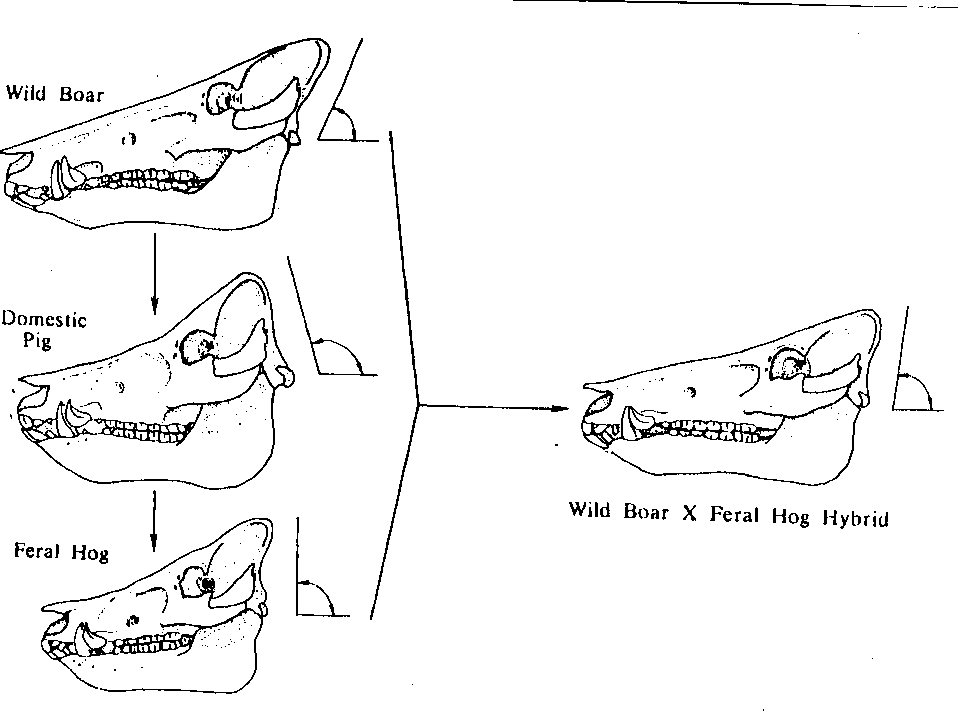 Wild Boar
Domestic
Pig
Feral Hog
Wild Boar X Feral Hog Hybrid